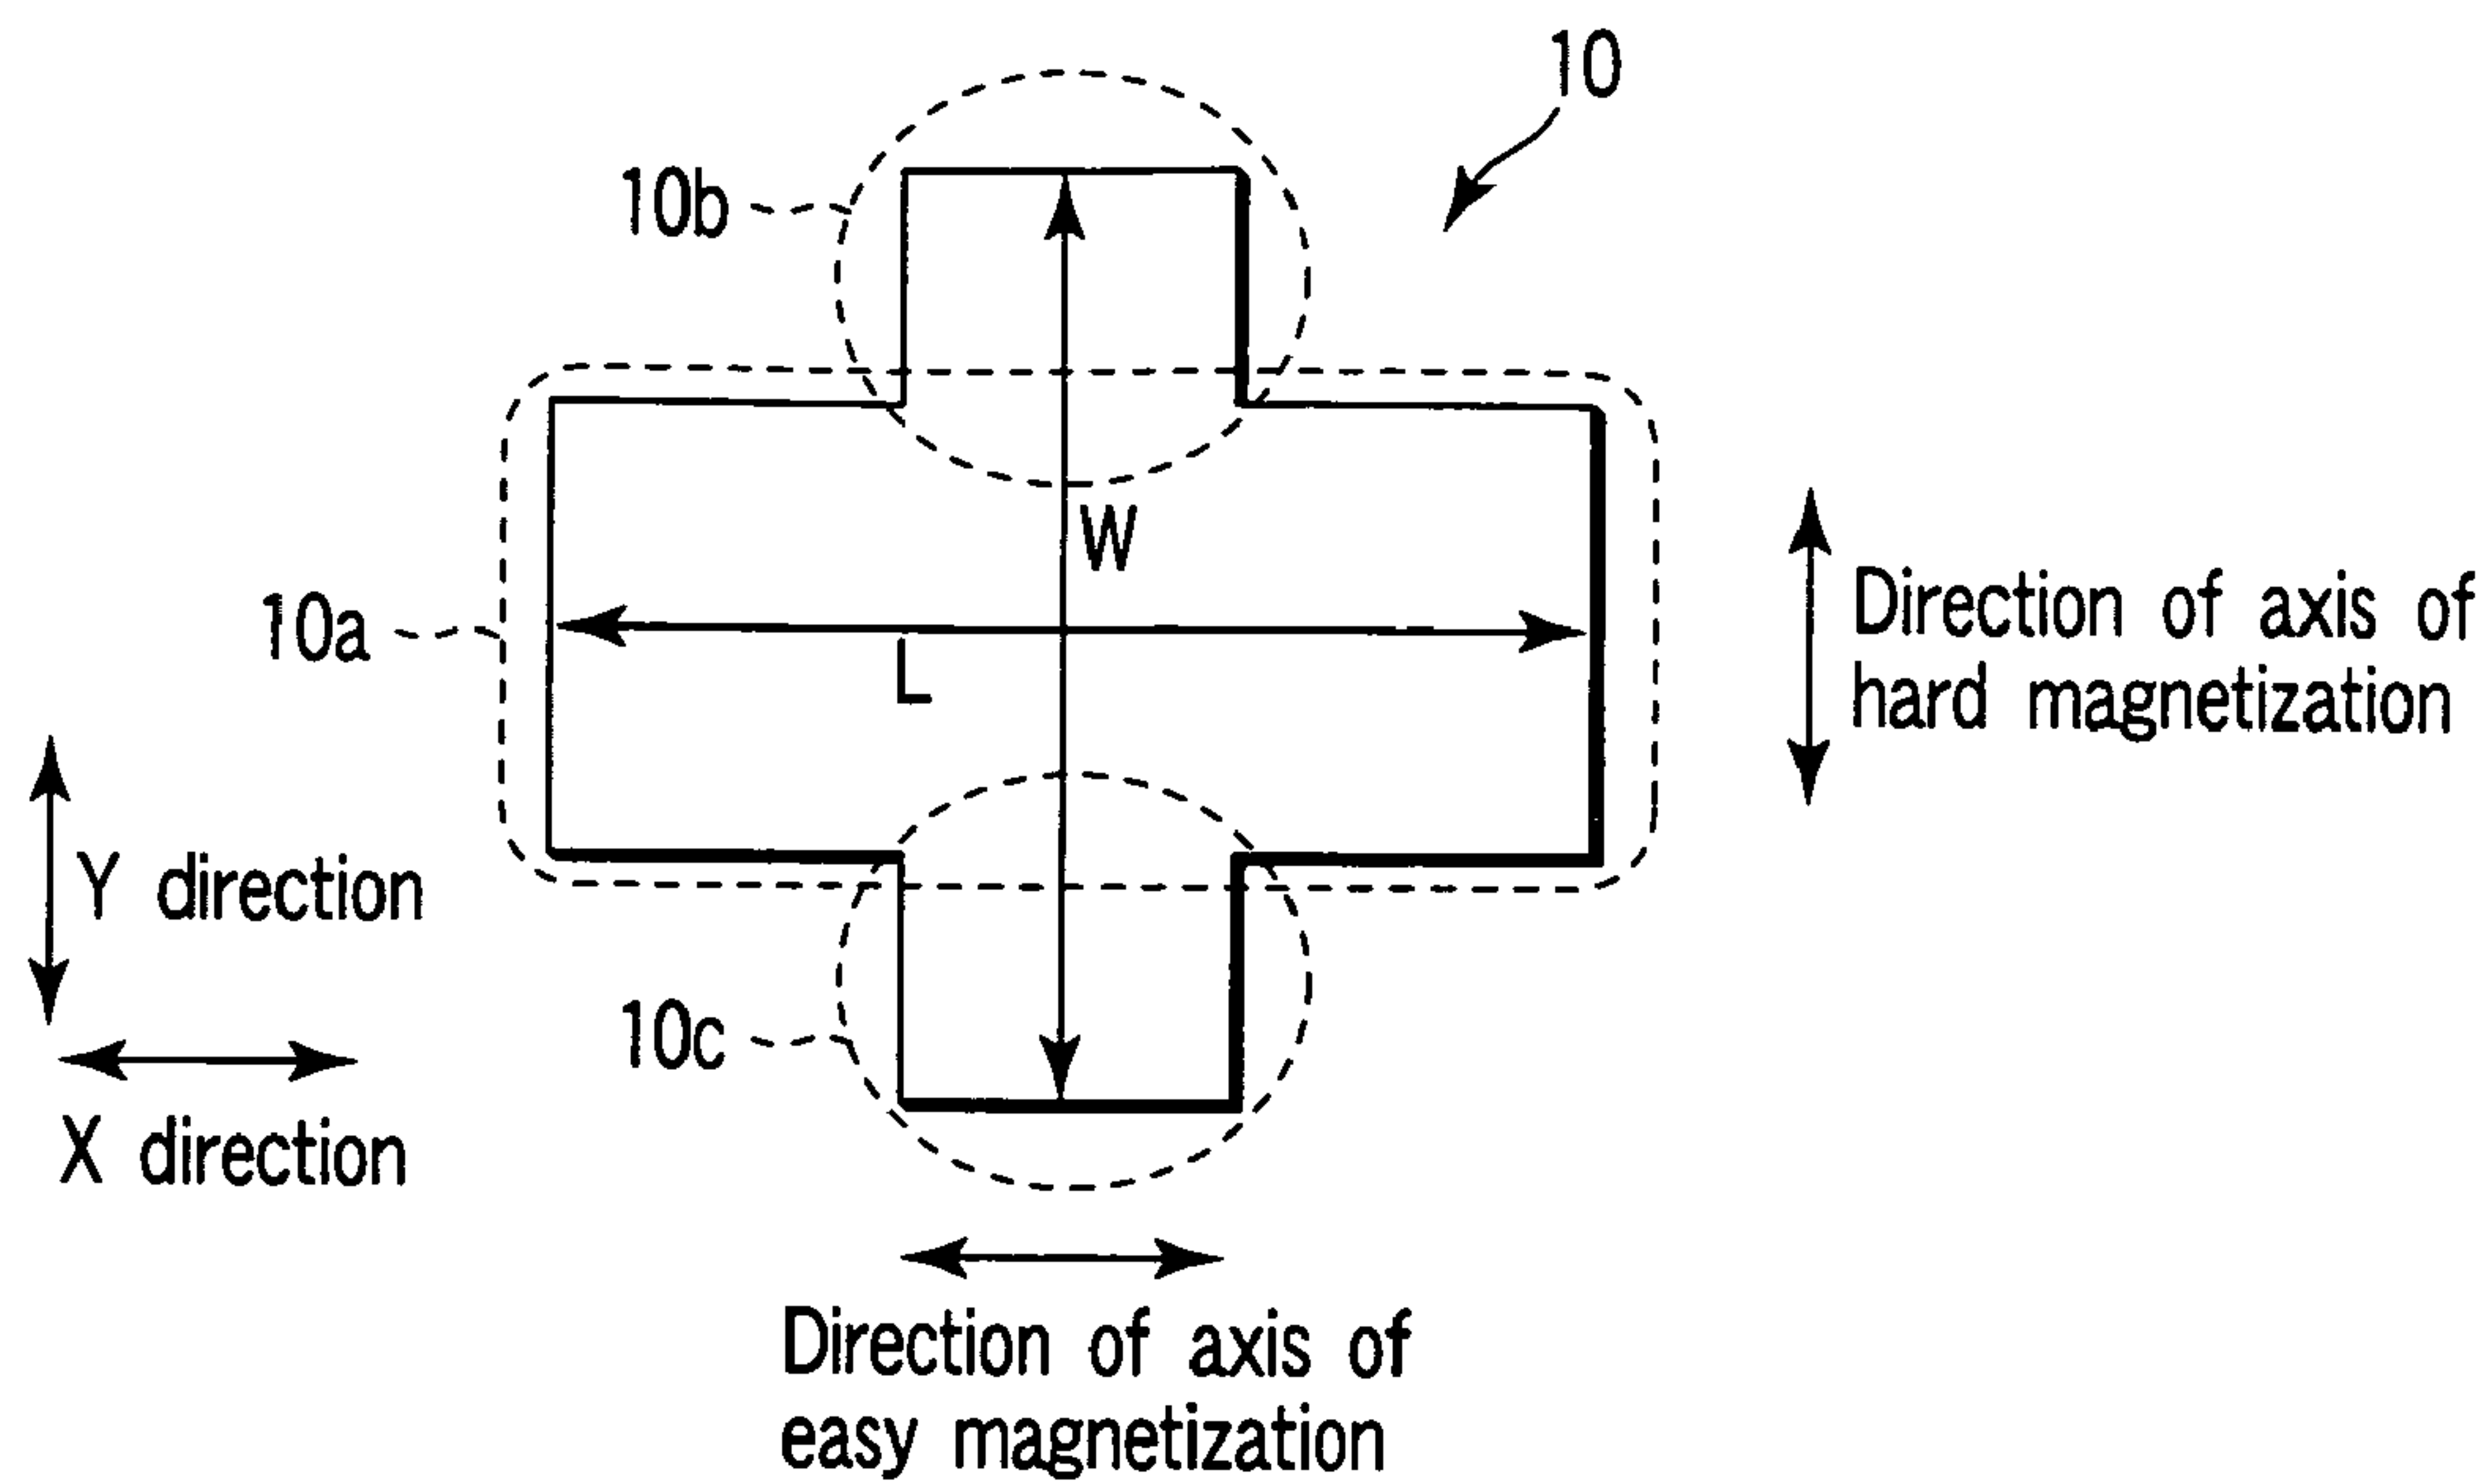 10
10b
W
10a
L
Direction of axis of
hard magnetization
Y direction
10c
X direction
Direction of axis of
easy magnetization